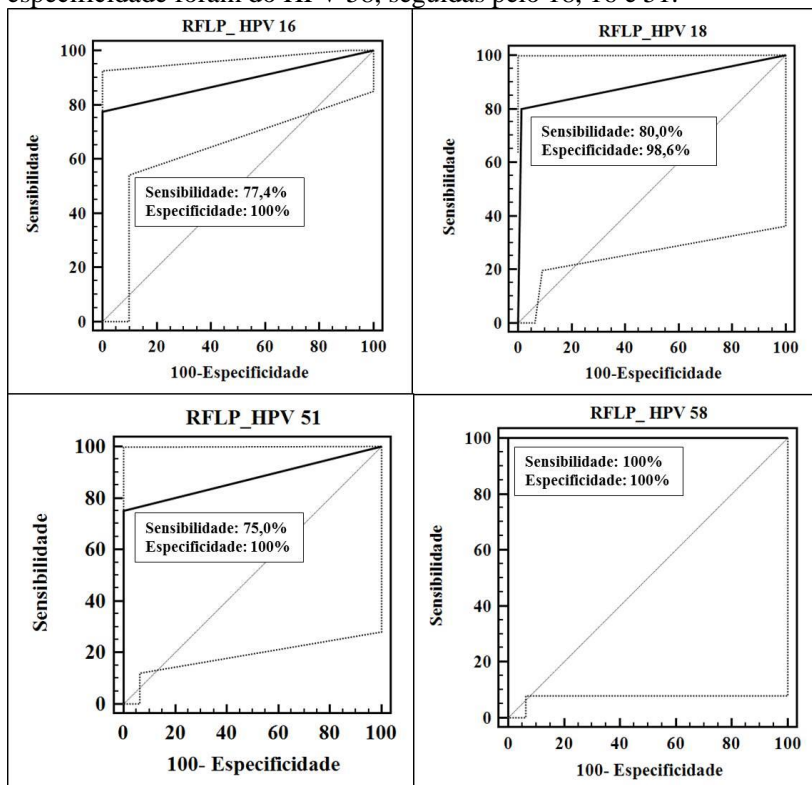 especificidade foram do HPV 58, seguidas pelo 18, 16 e 51.
RFLP_ HPV 16
Sensibilidade
100
80
60
40
20
0
Sensibilidade: 77,4%
Especificidade: 100%
0 20 40 60 80 100
100-Especificidade
RFLP_HPV 18
Sensibilidade
100
80
60
40
20
0
Sensibilidade: 80,0%
Especificidade: 98,6%
0 20 40 60 80 100
100-Especificidade
RFLP_HPV 51
Sensibilidade
100
80
60
40
20
0
Sensibilidade: 75,0%
Especificidade: 100%
0 20 40 60 80 100
100- Especificidade
RFLP_ HPV 58
Sensibilidade
100
80
60
40
20
0
Sensibilidade: 100%
Especificidade: 100%
0 20 40 60 80 100
100- Especificidade